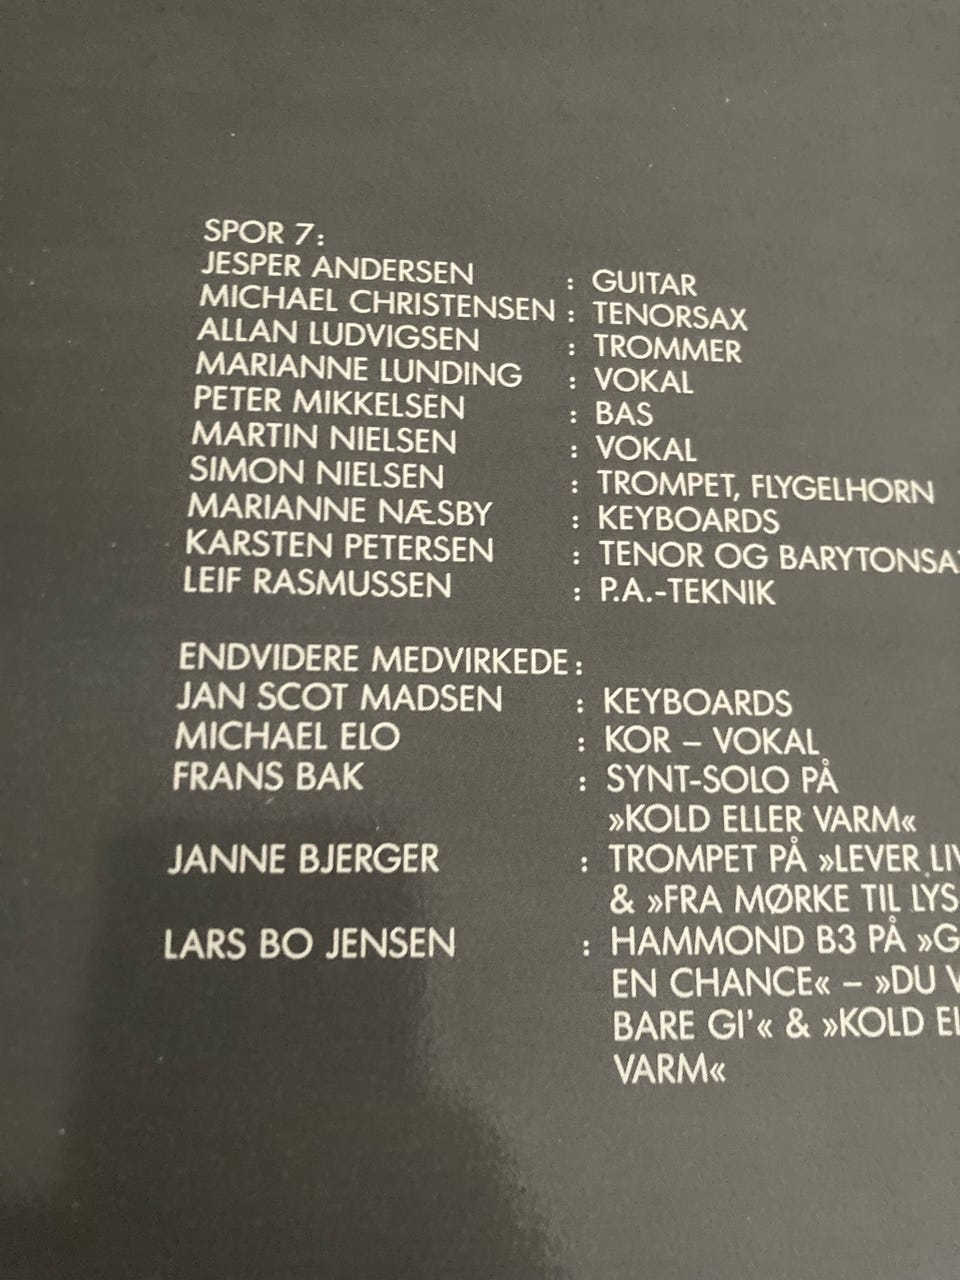 SPOR 7:
JESPER ANDERSEN : GUITAR
MICHAEL CHRISTENSEN : TENORSAX
ALLAN LUDVIGSEN : TROMMER
MARIANNE LUNDING : VOKAL
PETER MIKKELSEN : BAS
MARTIN NIELSEN : VOKAL
SIMON NIELSEN : TROMPET, FLYGELHORN
MARIANNE NÆSBY : KEYBOARDS
KARSTEN PETERSEN : TENOR OG
LEIF RASMUSSEN : P.A.-TEKNIK
ENDVIDERE MEDVIRKEDE:
JAN SCOT MADSEN : KEYBOARDS
MICHAEL ELO : KOR – VOKAL
FRANS BAK : SYNT-SOLO PÅ
»KOLD ELLER VARM«
JANNE BJERGER : TROMPET PÅ »LEVER
& »FRA MØRKE TIL LYS
LARS BO JENSEN : HAMMOND B3 PÅ
EN CHANCE« – »DU
BARE GI'« & »KOLD
VARM«